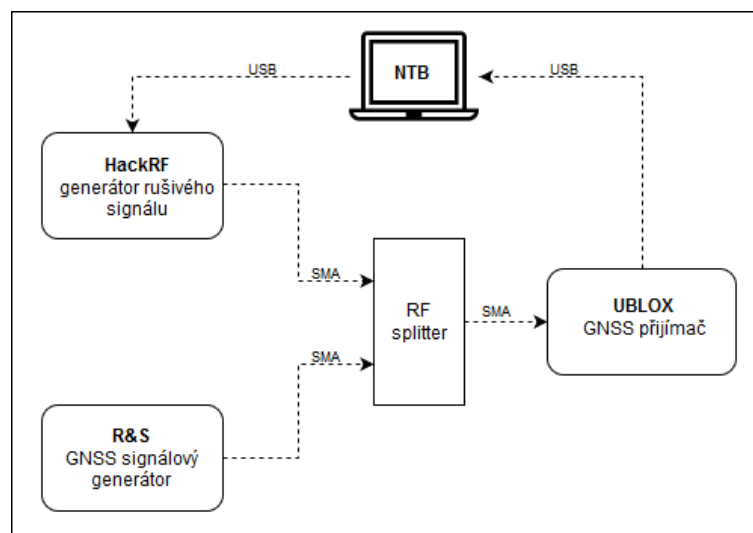 USB
NTB
USB
HackRF
generátor rušivého
signálu
SMA
RF
splitter
SMA
UBLOX
GNSS přijímač
SMA
R&S
GNSS signálový
generátor